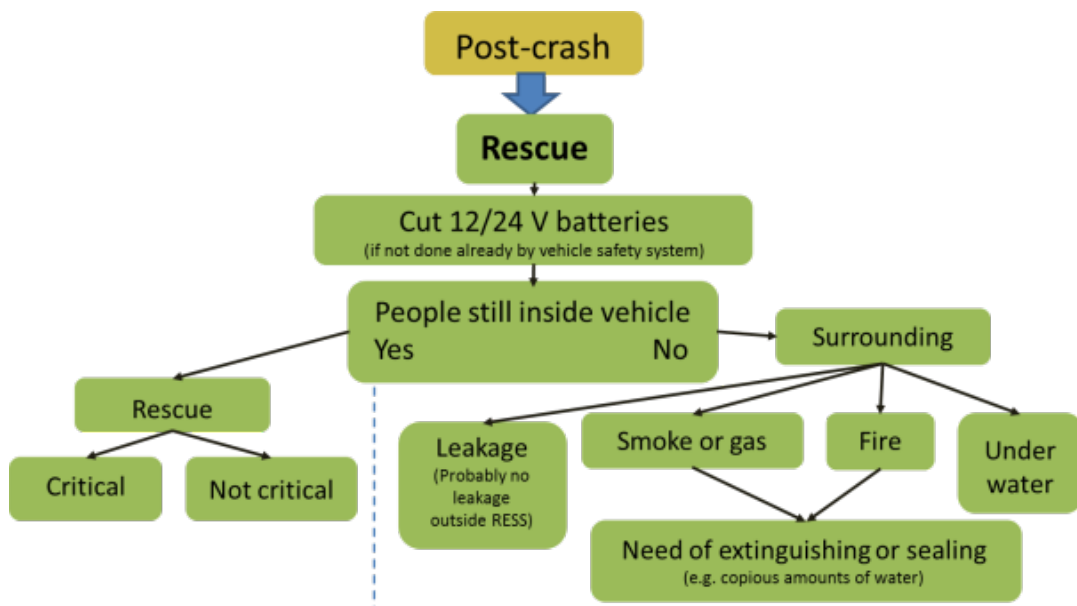 Post-crash
Rescue
Cut 12/24 V batteries
(if not done already by vehicle safety system)
People still inside vehicle
Yes No
Surrounding
Rescue
Critical
Not critical
Leakage
(Probably no
leakage
outside RESS)
Smoke or gas
Fire
Under
water
Need of extinguishing or sealing
(e.g. copious amounts of water)